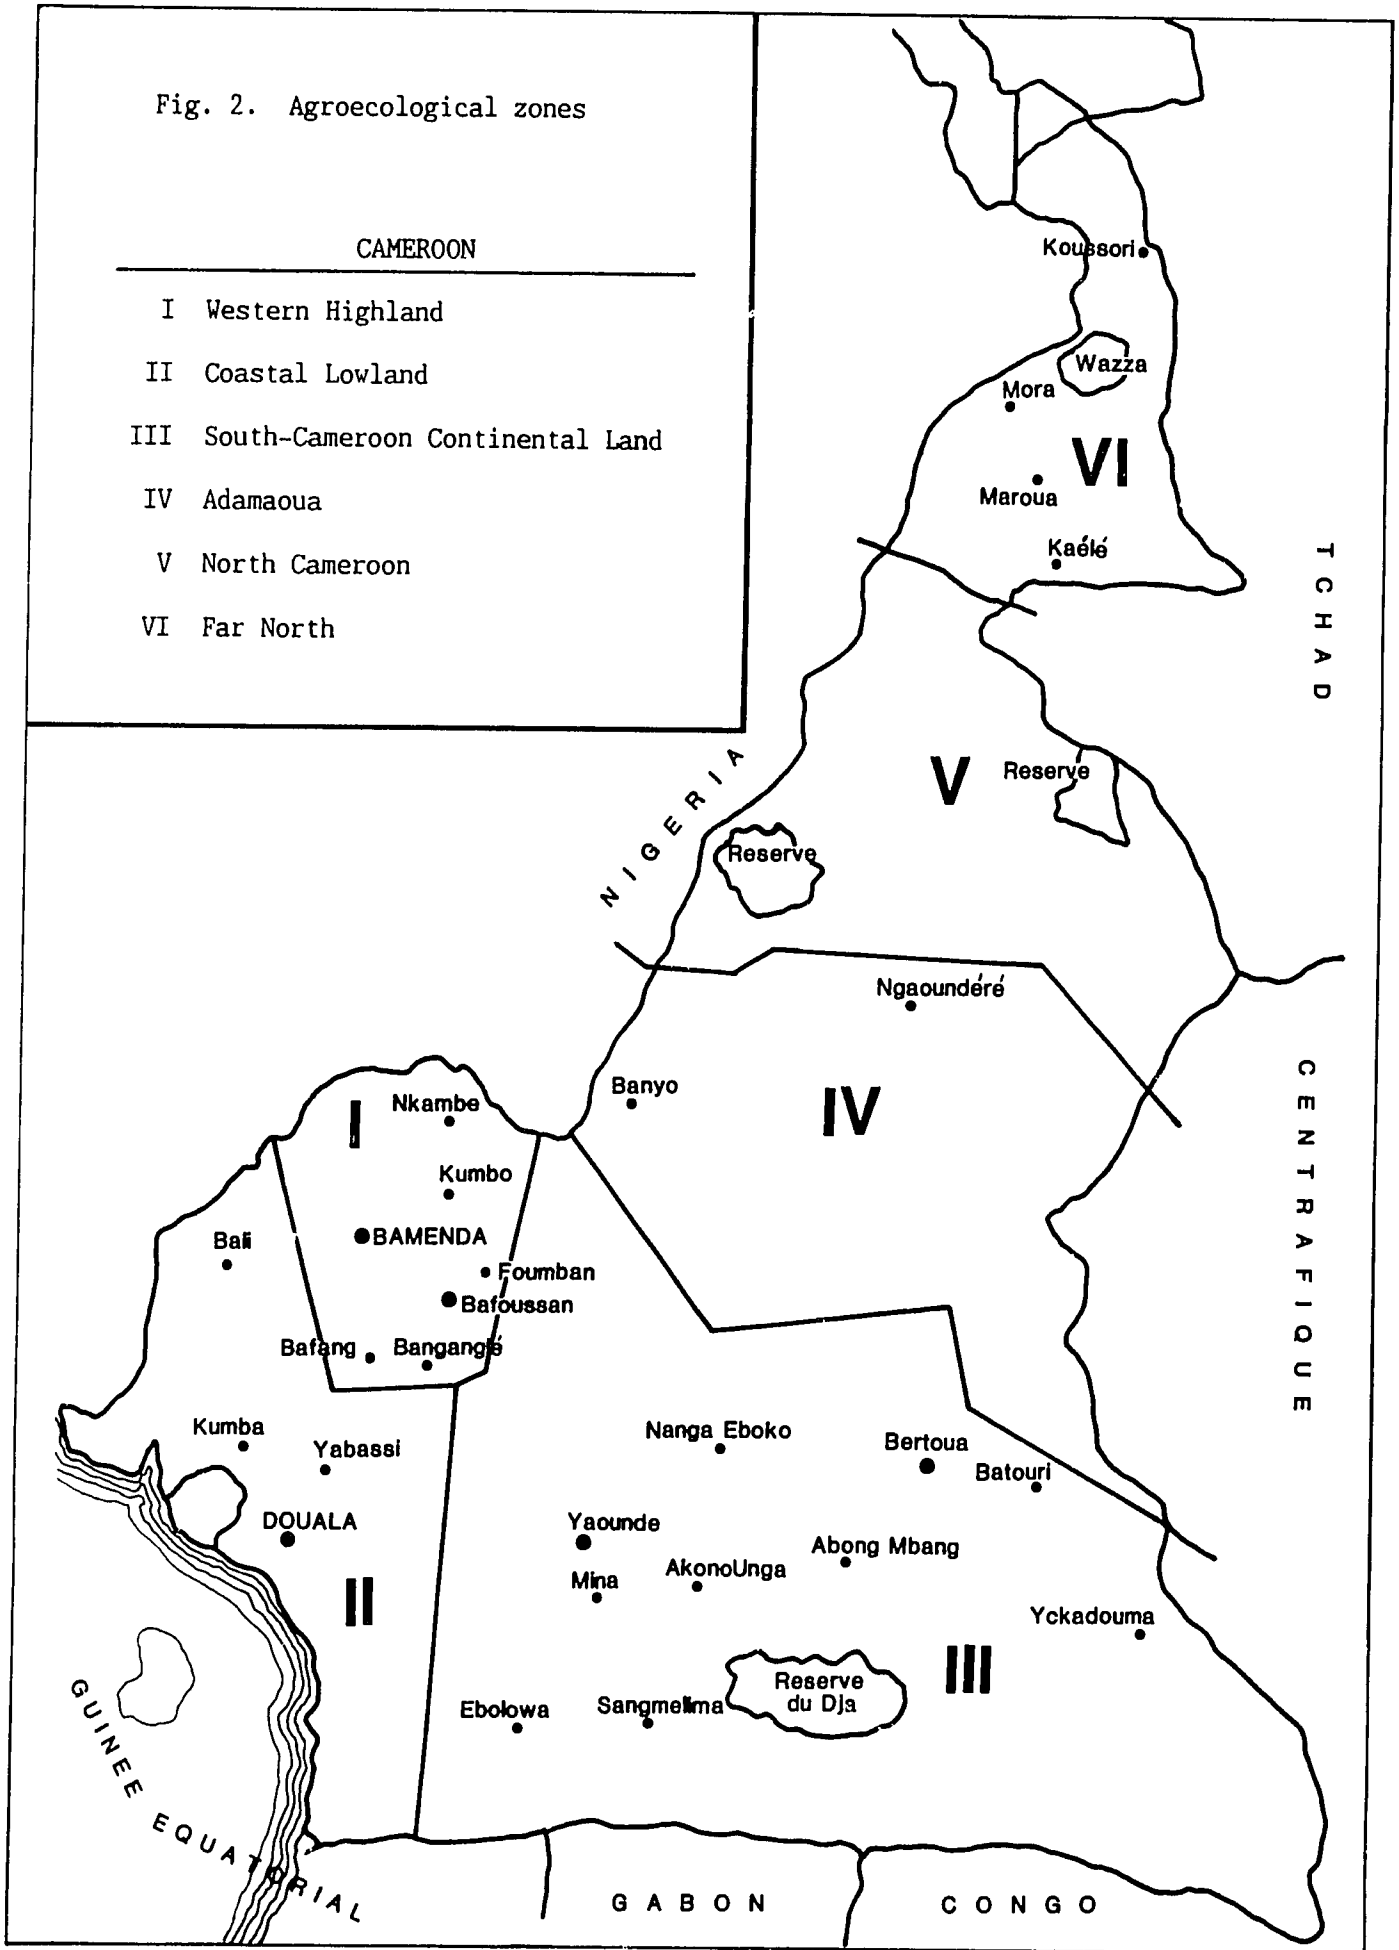 Fig. 2. Agroecological zones
CAMEROON
I Western Highland
II Coastal Lowland
III South-Cameroon Continental Land
IV Adamaoua
V North Cameroon
VI Far North
Koussori
Wazza
Mora
VI
Maroua
Kaélé
TCHAD
NIGERIA
V
Reserve
Reserve
Ngaoundéré
Banyo
IV
CENTRAFIQUE
I
Nkambe
Kumbo
Bali
BAMENDA
Foumban
Bafoussan
Bafang
Banganglé
Kumba
Yabassi
Nanga Eboko
Bertoua
Batouri
DOUALA
Yaounde
Abong Mbang
Mina
AkonoUnga
II
Yckadouma
III
Reserve
du Dja
Ebolowa
Sangmelima
GUINEE EQUATORIAL
GABON
CONGO